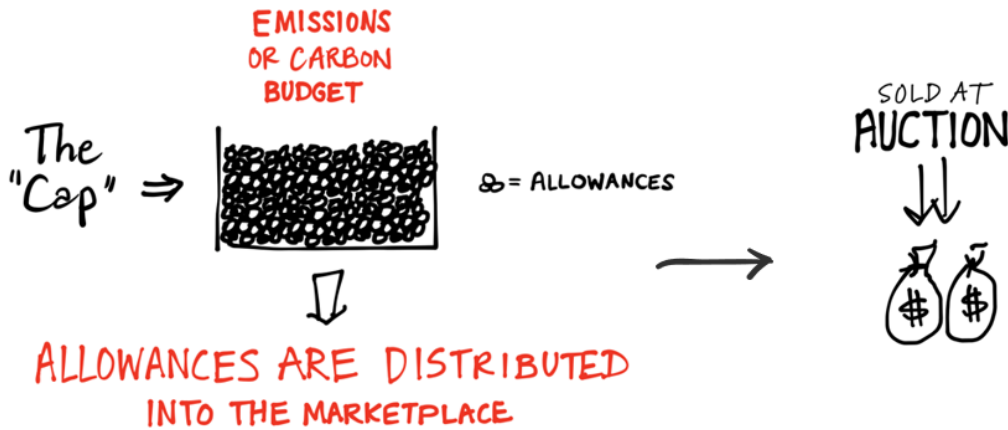 EMISSIONS
OR CARBON
BUDGET
The
"Cap" ⇒
= ALLOWANCES
ALLOWANCES ARE DISTRIBUTED
INTO THE MARKETPLACE
SOLD AT
AUCTION
$ $